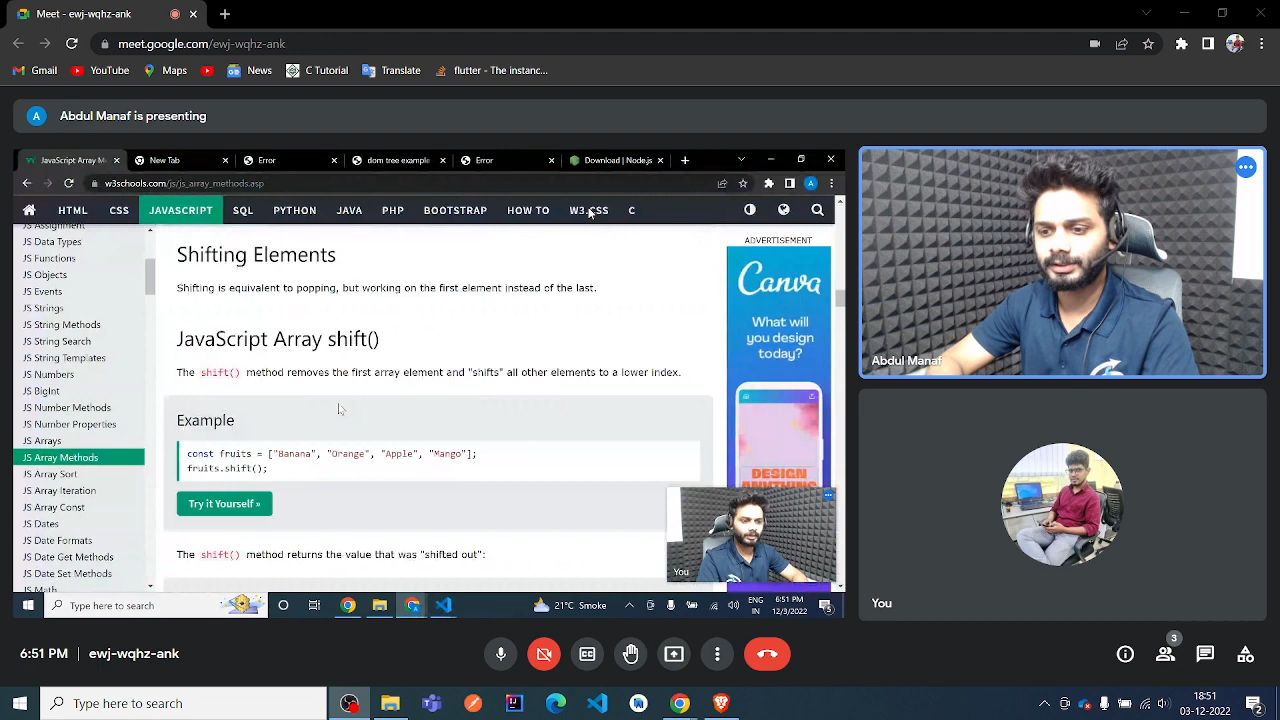 Meet - ewj-wqhz-ank
meet.google.com/ewj-wqhz-ank
Gmail YouTube Maps News C Tutorial Translate flutter - The instanc...
A Abdul Manaf is presenting
JavaScript Array M New Tab Error dom tree example Error Download | Node.js
w3schools.com/js/js_array_methods.asp
HTML CSS JAVASCRIPT SQL PYTHON JAVA PHP BOOTSTRAP HOW TO W3.CSS C
JS Assignment
JS Data Types
JS Functions
JS Objects
JS Events
JS Strings
JS String Methods
JS String Search
JS String Templates
JS Numbers
JS BigInt
JS Number Methods
JS Number Properties
JS Arrays
JS Array Methods
JS Array Sort
JS Array Iteration
JS Array Const
JS Dates
JS Date Formats
JS Date Get Methods
JS Date Set Methods
JS Math
Shifting Elements
Shifting is equivalent to popping, but working on the first element instead of the last.
JavaScript Array shift()
The shift() method removes the first array element and "shifts" all other elements to a lower index.
Example
const fruits = ["Banana", "Orange", "Apple", "Mango"];
fruits.shift();
Try it Yourself »
The shift() method returns the value that was "shifted out":
ADVERTISEMENT
Canva
What will
you design
today?
DESIGN
You
Type here to search
21°C Smoke
ENG
IN
6:51 PM
12/3/2022
5
Abdul Manaf
You
6:51 PM | ewj-wqhz-ank
3
Type here to search
18:51
03-12-2022
2